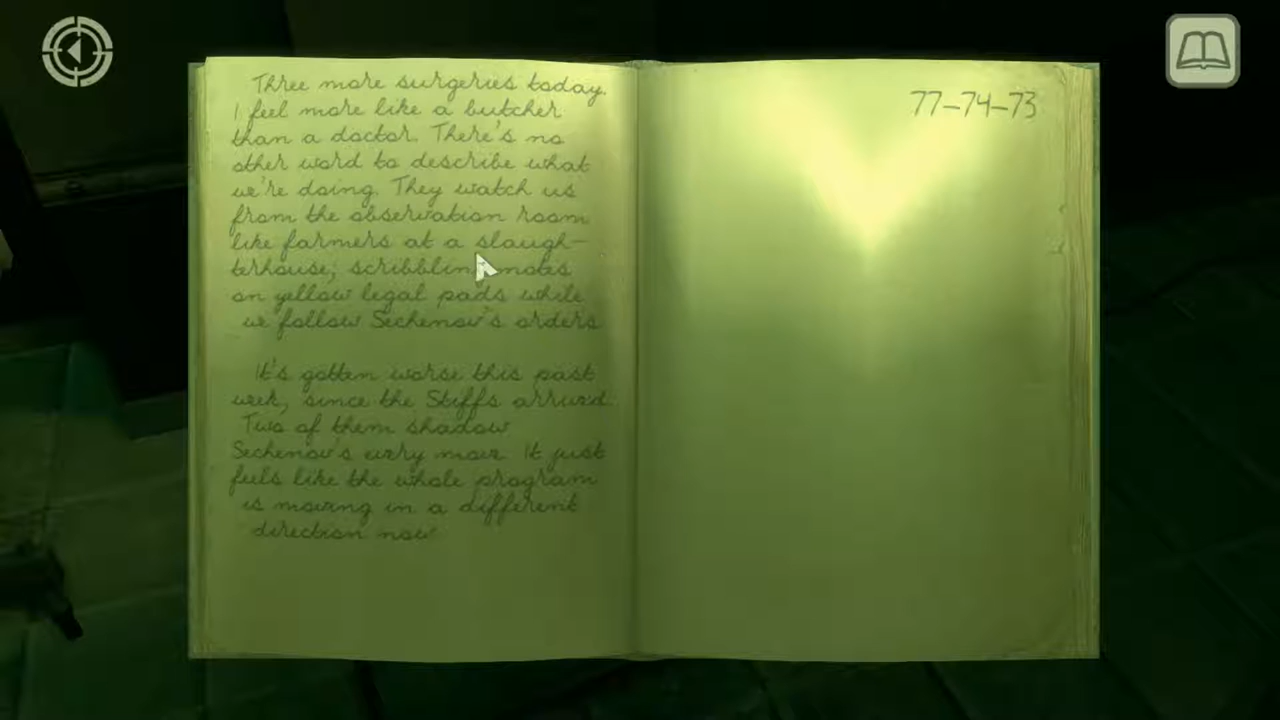 Three more surgeries today.
I feel more like a butcher
than a doctor. There's no
other word to describe what
we're doing. They watch us
from the observation room
like farmers at a slaugh-
terhouse, scribbling notes
on yellow legal pads while
we follow Sechenov's orders.
It's gotten worse this past
week, since the Stiffs arrived.
Two of them shadow
Sechenov's every move. It just
feels like the whole program
is moving in a different
direction now
77-74-73